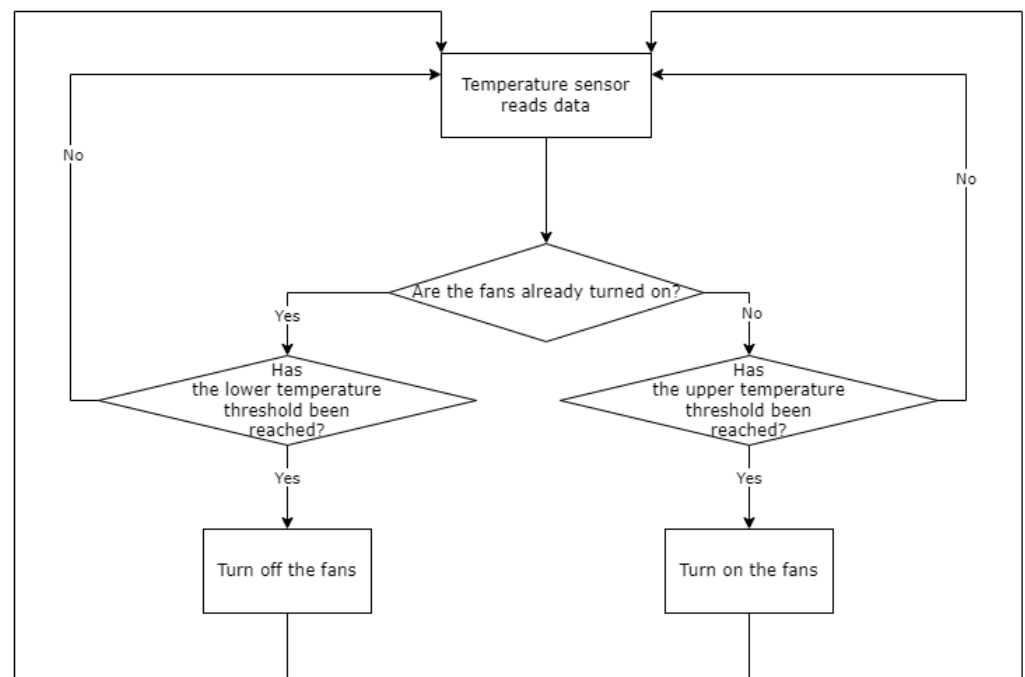 Temperature sensor
reads data
No
No
Are the fans already turned on?
Yes
No
Has
the lower temperature
threshold been
reached?
Has
the upper temperature
threshold been
reached?
Yes
Yes
Turn off the fans
Turn on the fans